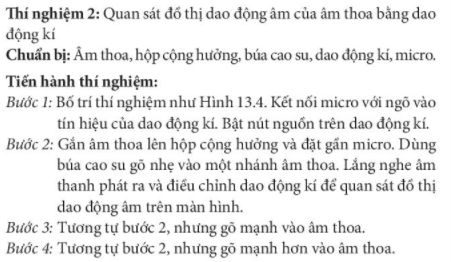 Thí nghiệm 2: Quan sát đồ thị dao động âm của âm thoa bằng dao
động kí
Chuẩn bị: Âm thoa, hộp cộng hưởng, búa cao su, dao động kí, micro.
Tiến hành thí nghiệm:
Bước 1: Bố trí thí nghiệm như Hình 13.4. Kết nối micro với ngõ vào
tín hiệu của dao động kí. Bật nút nguồn trên dao động kí.
Bước 2: Gắn âm thoa lên hộp cộng hưởng và đặt gần micro. Dùng
búa cao su gõ nhẹ vào một nhánh âm thoa. Lắng nghe âm
thanh phát ra và điều chỉnh dao động kí để quan sát đồ thị
dao động âm trên màn hình.
Bước 3: Tương tự bước 2, nhưng gõ mạnh vào âm thoa.
Bước 4: Tương tự bước 2, nhưng gõ mạnh hơn vào âm thoa.